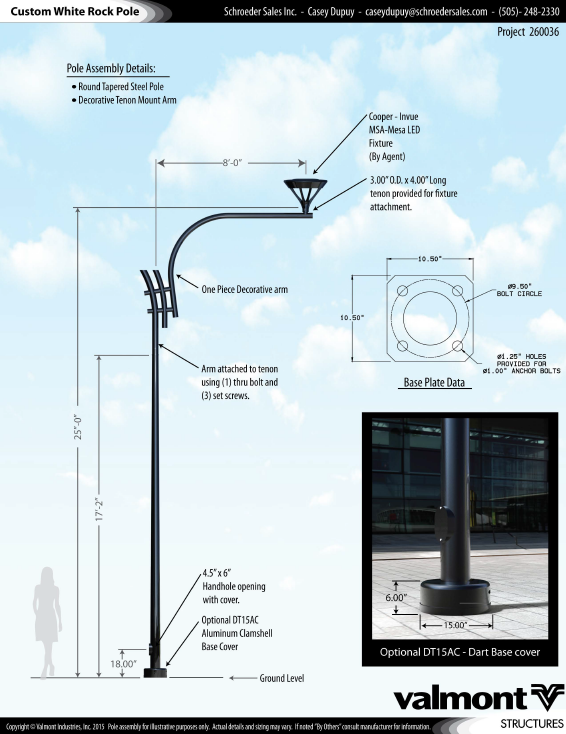 Custom White Rock Pole
Schroeder Sales Inc. - Casey Dupuy - caseydupuy@schroedersales.com - (505)- 248-2330
Project 260036
Pole Assembly Details:
• Round Tapered Steel Pole
• Decorative Tenon Mount Arm
Cooper - Invue
MSA-Mesa LED
Fixture
(By Agent)
8'-0"
3.00" O.D. x 4.00" Long
tenon provided for fixture
attachment.
One Piece Decorative arm
10.50"
ø9.50"
BOLT CIRCLE
10.50"
ø1.25" HOLES
PROVIDED FOR
ø1.00" ANCHOR BOLTS
Base Plate Data
Arm attached to tenon
using (1) thru bolt and
(3) set screws.
25'-0"
17'-2"
4.5" x 6"
Handhole opening
with cover.
Optional DT15AC
Aluminum Clamshell
Base Cover
18.00"
Ground Level
6.00"
15.00"
Optional DT15AC - Dart Base cover
valmont
STRUCTURES
Copyright © Valmont Industries, Inc. 2015 Pole assembly for illustrative purposes only. Actual details and sizing may vary. If noted "By Others" consult manufacturer for information.